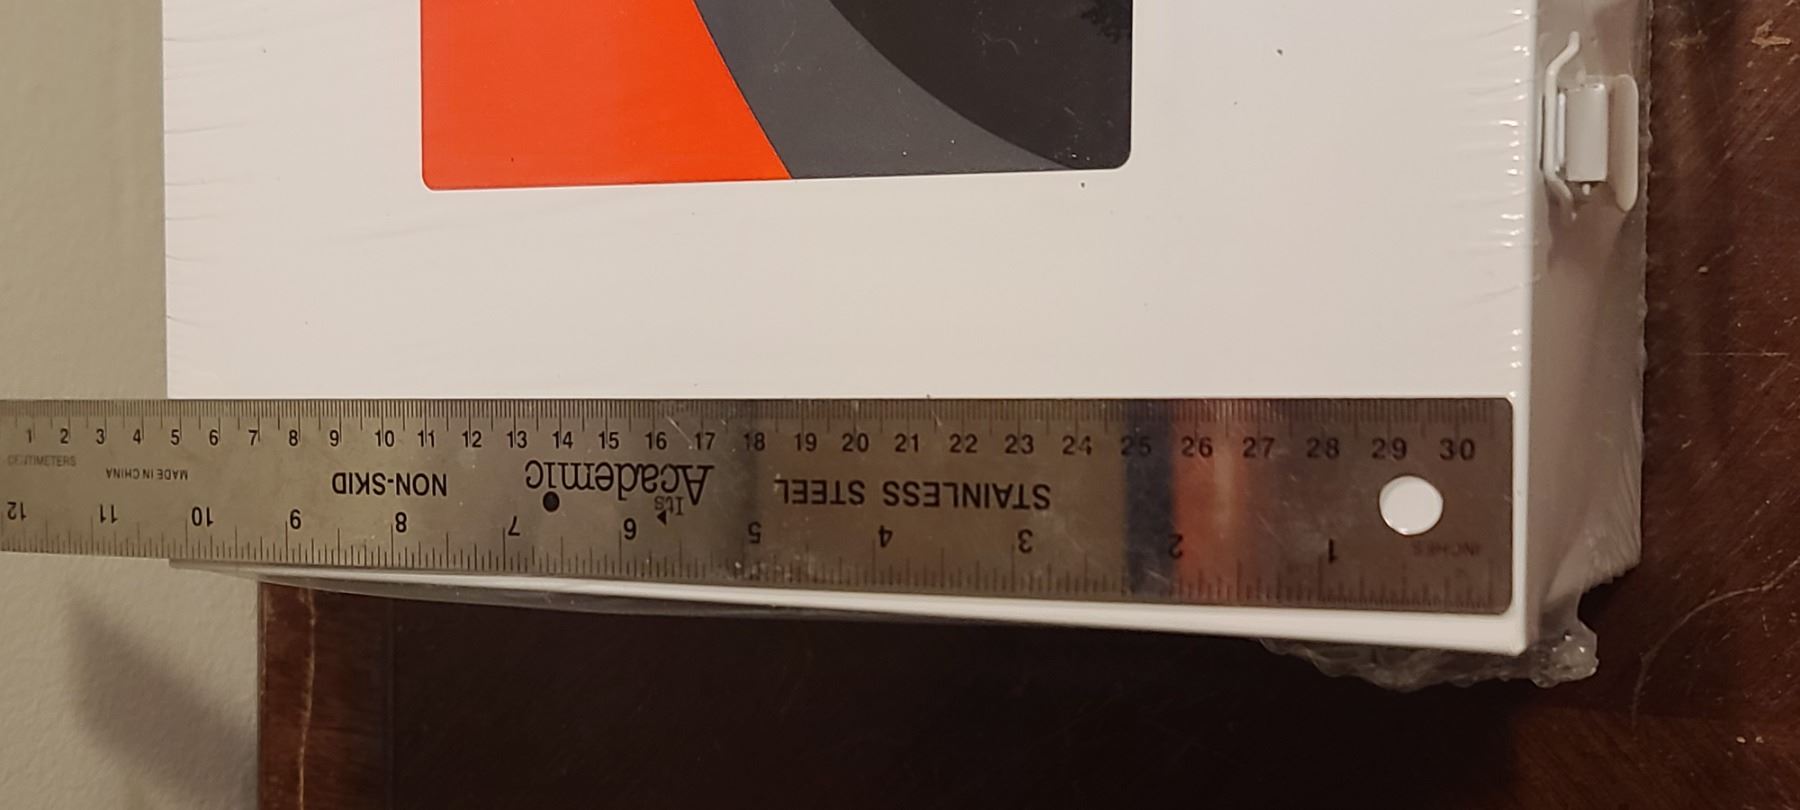 1 2 3 4 5 6 7 8 9 10 11 12 13 14 15 16 17 18 19 20 21 22 23 24 25 26 27 28 29 30
CENTIMETERS
MADE IN CHINA
NON-SKID
It's Academic
STAINLESS STEEL
INCHES
12 11 10 9 8 7 6 5 4 3 2 1